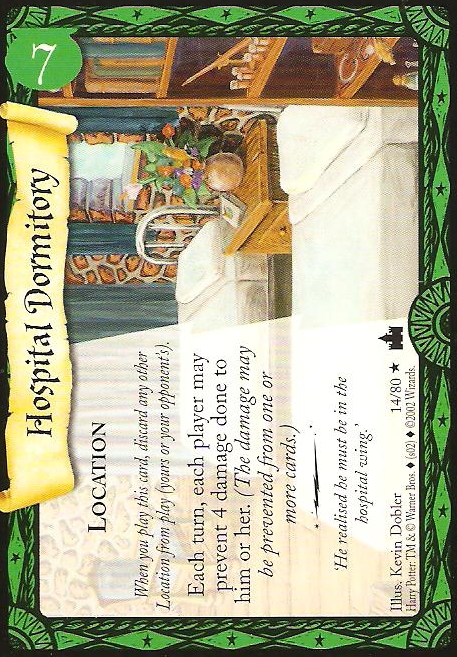 7
Hospital Dormitory
LOCATION
When you play this card, discard any other
Location from play (yours or your opponent's).
Each turn, each player may
prevent 4 damage done to
him or her. (The damage may
be prevented from one or
more cards.)
'He realised he must be in the
hospital wing.'
Illus. Kevin Dobler
14/80 ★
Harry Potter: TM & © Warner Bros. ♦ (s02) ♦ ©2002 Wizards.